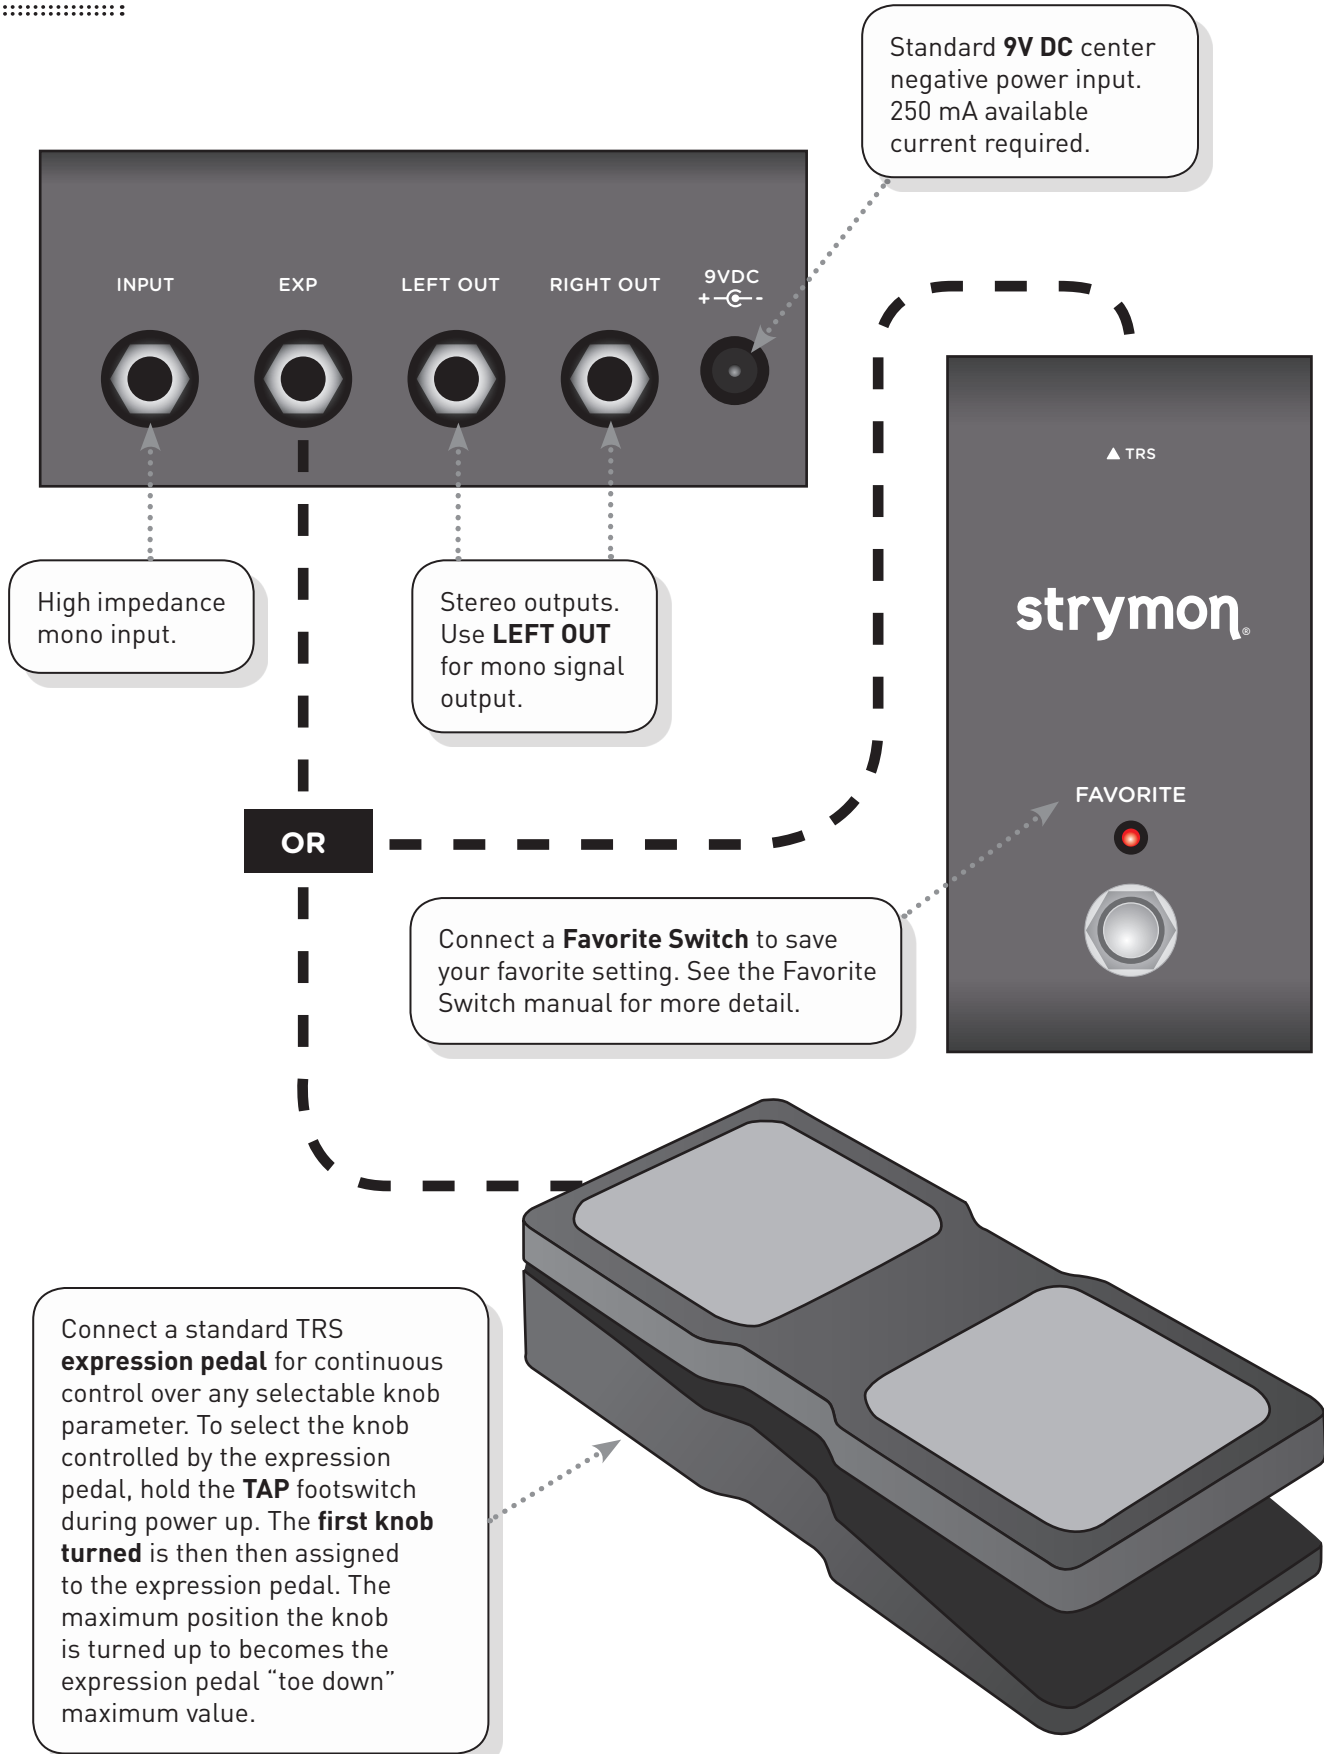 Standard 9V DC center
negative power input.
250 mA available
current required.
INPUT
EXP
LEFT OUT
RIGHT OUT
9VDC
+ -
TRS
High impedance
mono input.
Stereo outputs.
Use LEFT OUT
for mono signal
output.
strymon®
FAVORITE
OR
Connect a Favorite Switch to save
your favorite setting. See the Favorite
Switch manual for more detail.
Connect a standard TRS
expression pedal for continuous
control over any selectable knob
parameter. To select the knob
controlled by the expression
pedal, hold the TAP footswitch
during power up. The first knob
turned is then then assigned
to the expression pedal. The
maximum position the knob
is turned up to becomes the
expression pedal “toe down”
maximum value.